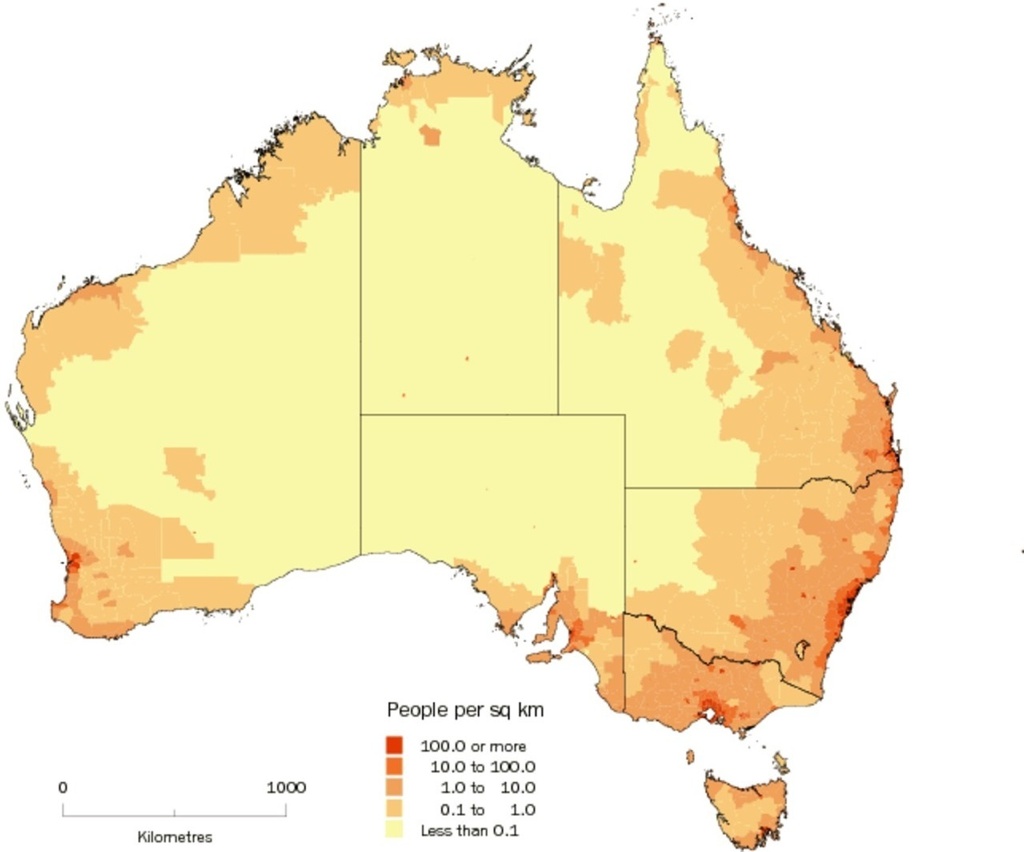 People per sq km
100.0 or more
10.0 to 100.0
1.0 to 10.0
0.1 to 1.0
Less than 0.1
0 1000
Kilometres